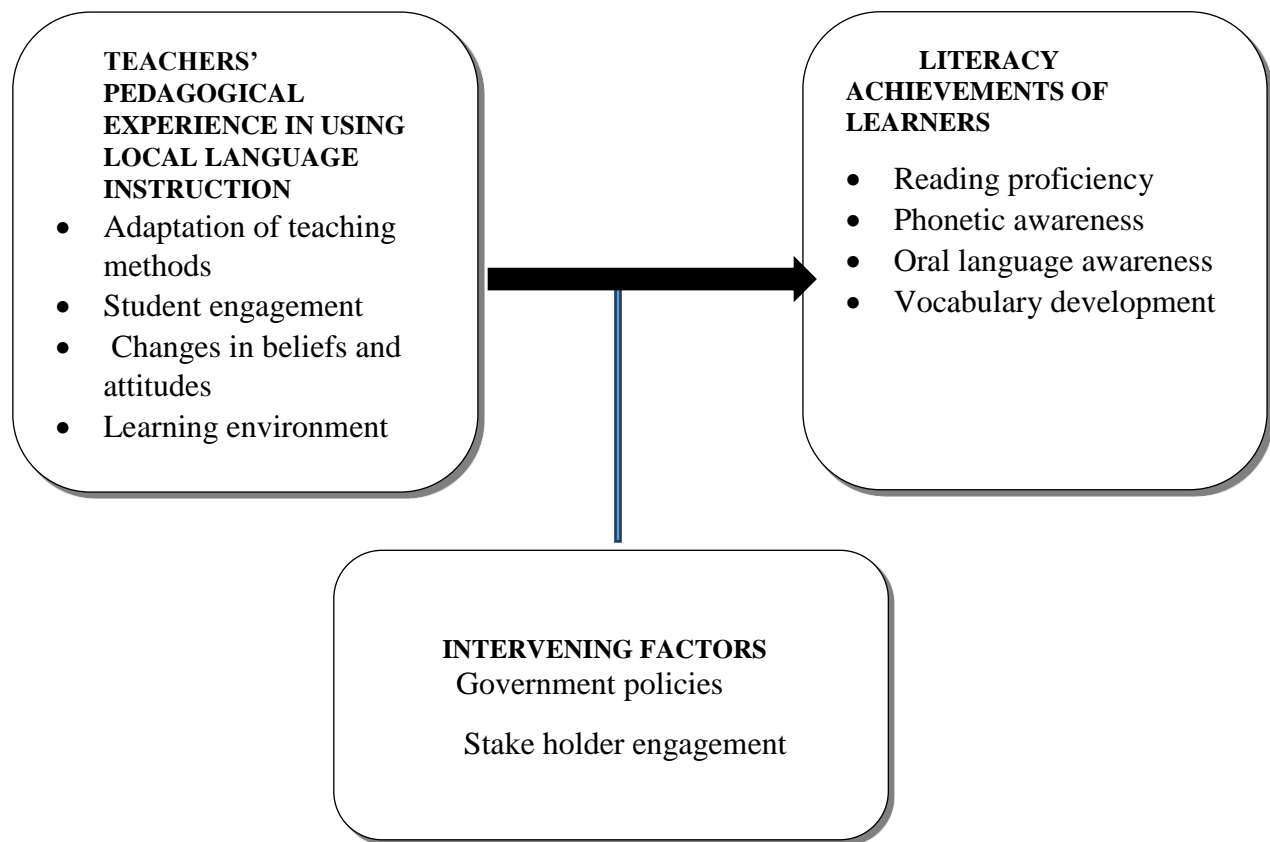 TEACHERS’
PEDAGOGICAL
EXPERIENCE IN USING
LOCAL LANGUAGE
INSTRUCTION
• Adaptation of teaching
methods
• Student engagement
• Changes in beliefs and
attitudes
• Learning environment
LITERACY
ACHIEVEMENTS OF
LEARNERS
• Reading proficiency
• Phonetic awareness
• Oral language awareness
• Vocabulary development
INTERVENING FACTORS
Government policies
Stake holder engagement